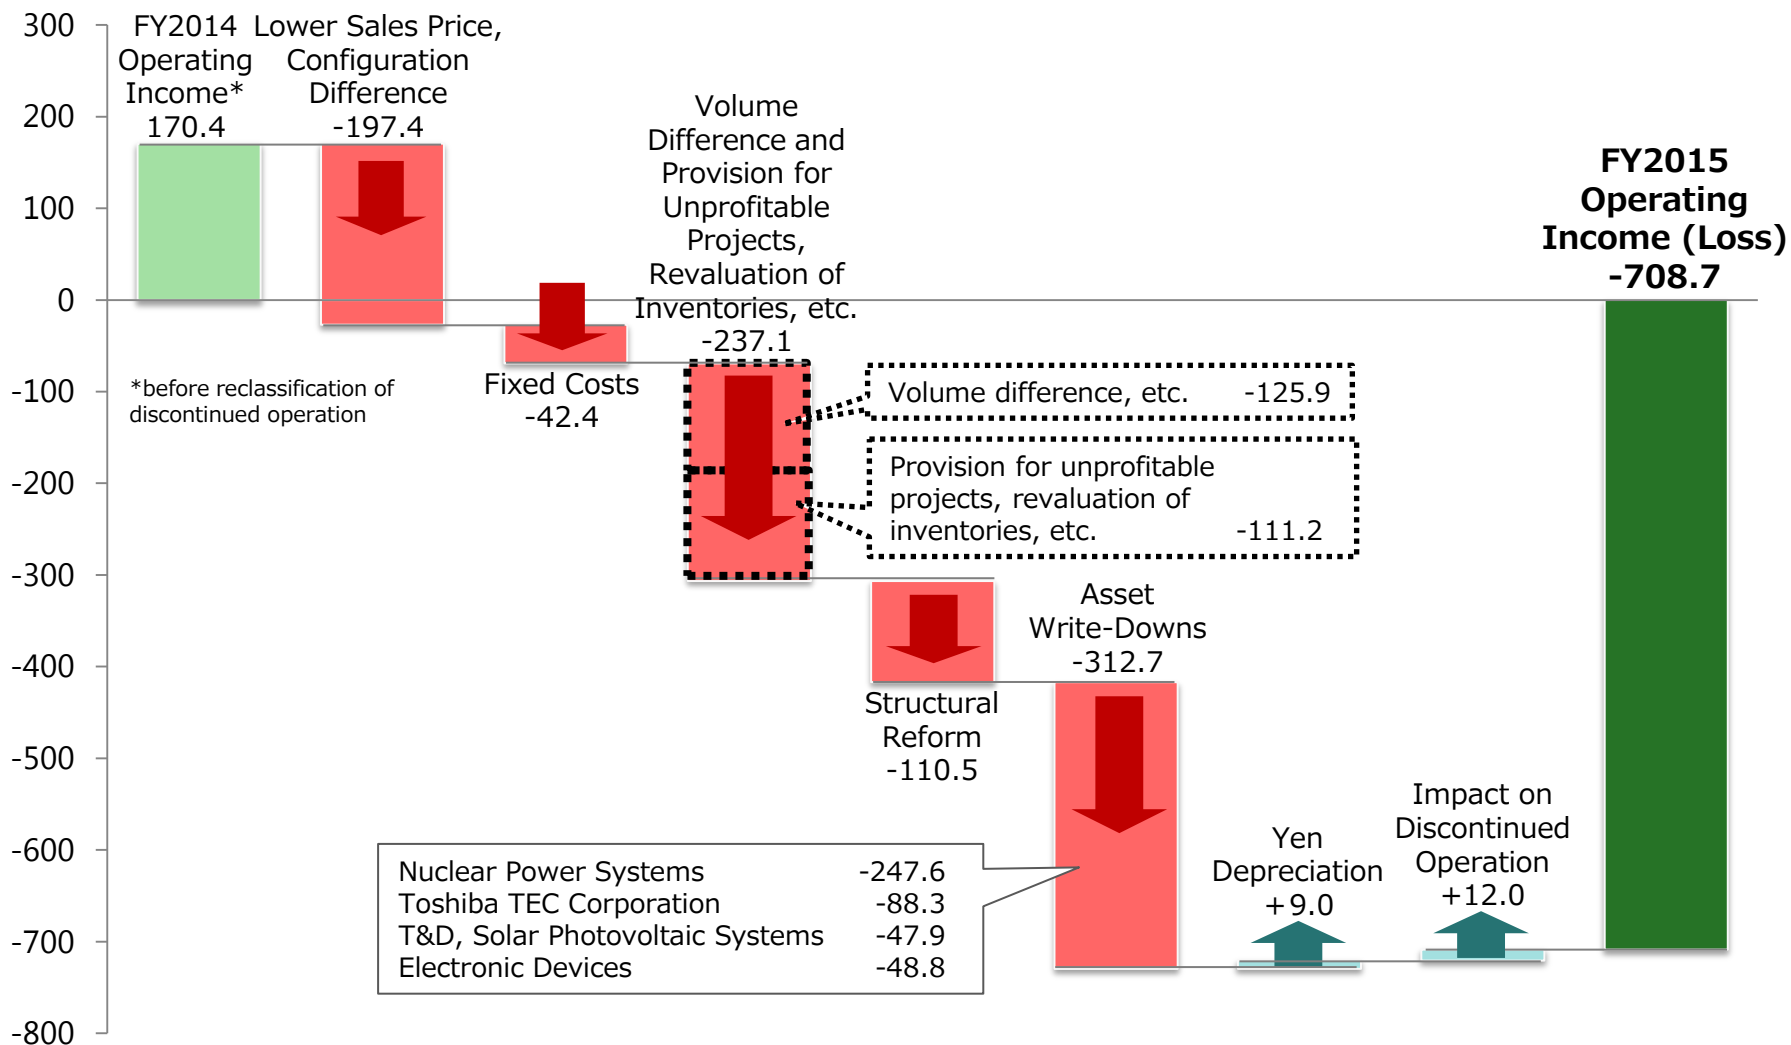 300
200
100
0
-100
-200
-300
-400
-500
-600
-700
-800
FY2014
Operating
Income*
170.4
Lower Sales Price,
Configuration
Difference
-197.4
*before reclassification of
discontinued operation
Fixed Costs
-42.4
Volume
Difference and
Provision for
Unprofitable
Projects,
Revaluation of
Inventories, etc.
-237.1
Volume difference, etc. -125.9
Provision for unprofitable
projects, revaluation of
inventories, etc. -111.2
Structural
Reform
-110.5
Asset
Write-Downs
-312.7
Nuclear Power Systems -247.6
Toshiba TEC Corporation -88.3
T&D, Solar Photovoltaic Systems -47.9
Electronic Devices -48.8
Yen
Depreciation
+9.0
Impact on
Discontinued
Operation
+12.0
FY2015
Operating
Income (Loss)
-708.7